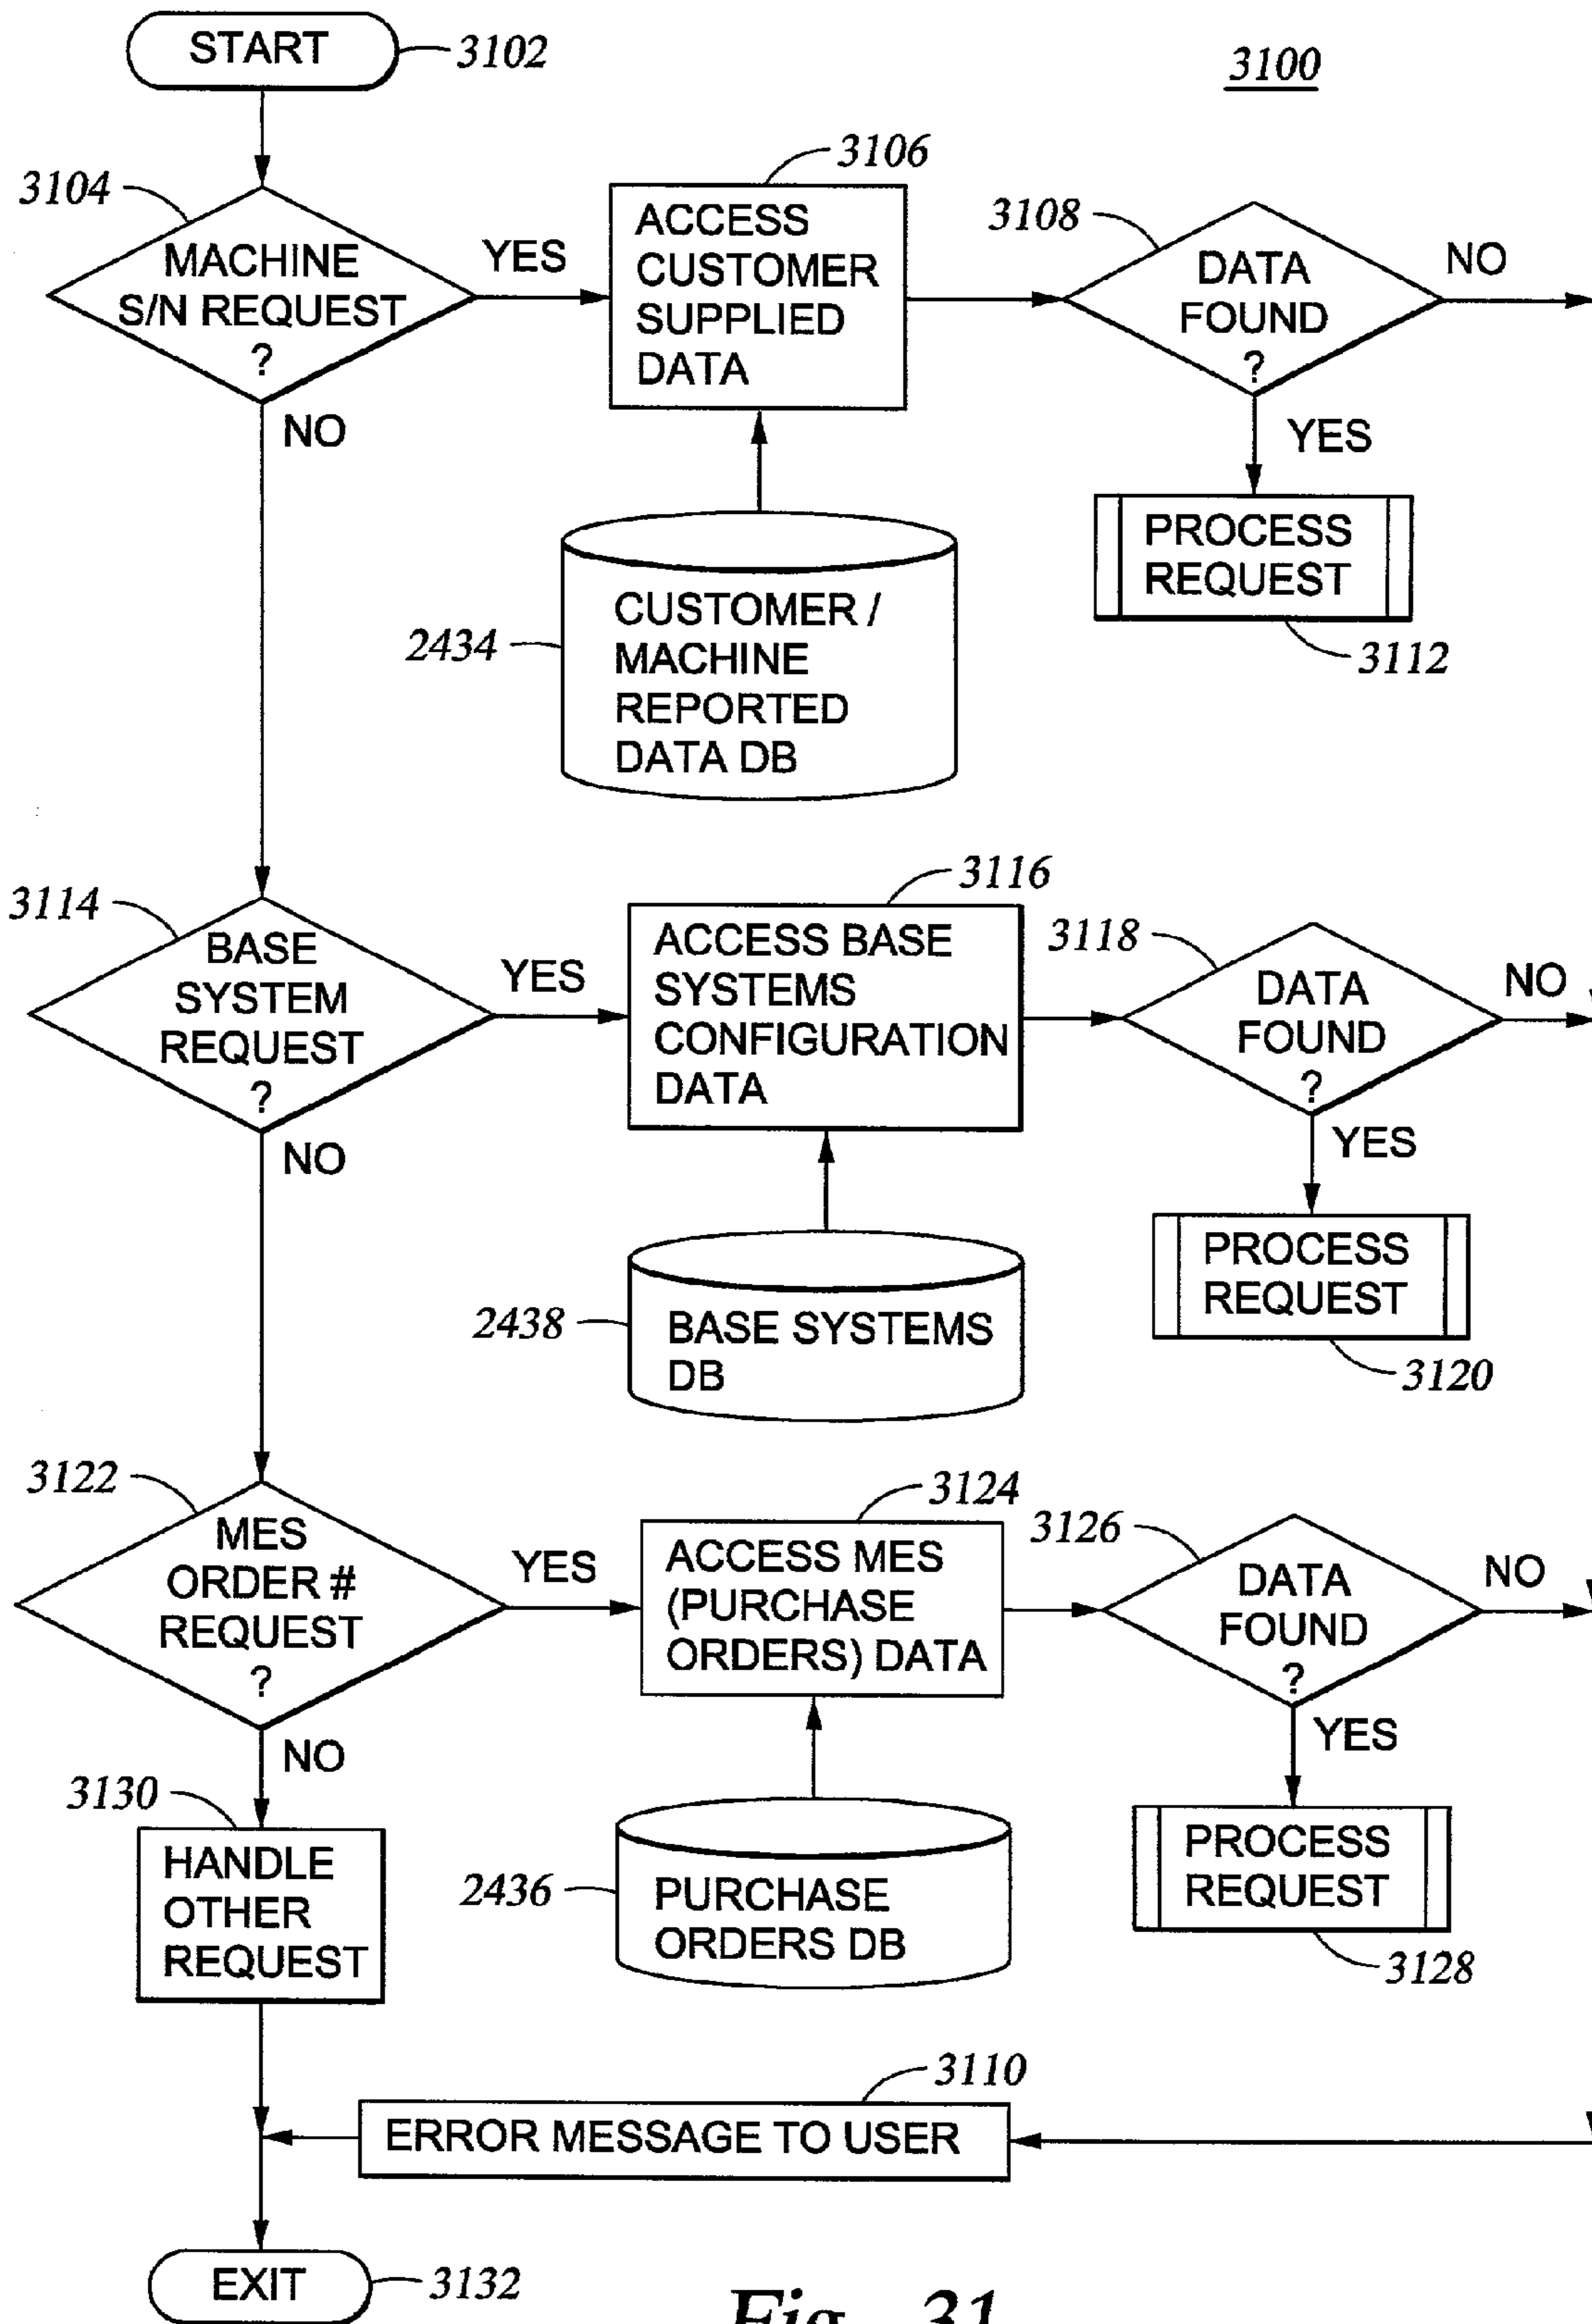 START
3102
3100
3104
MACHINE
S/N REQUEST
?
YES
NO
3106
ACCESS
CUSTOMER
SUPPLIED
DATA
3108
DATA
FOUND
?
NO
YES
PROCESS
REQUEST
3112
2434
CUSTOMER /
MACHINE
REPORTED
DATA DB
3114
BASE
SYSTEM
REQUEST
?
YES
NO
3116
ACCESS BASE
SYSTEMS
CONFIGURATION
DATA
3118
DATA
FOUND
?
NO
YES
PROCESS
REQUEST
3120
2438
BASE SYSTEMS
DB
3122
MES
ORDER #
REQUEST
?
YES
NO
3124
ACCESS MES
(PURCHASE
ORDERS) DATA
3126
DATA
FOUND
?
NO
YES
PROCESS
REQUEST
3128
2436
PURCHASE
ORDERS DB
3130
HANDLE
OTHER
REQUEST
3110
ERROR MESSAGE TO USER
EXIT
3132
Fig. 31